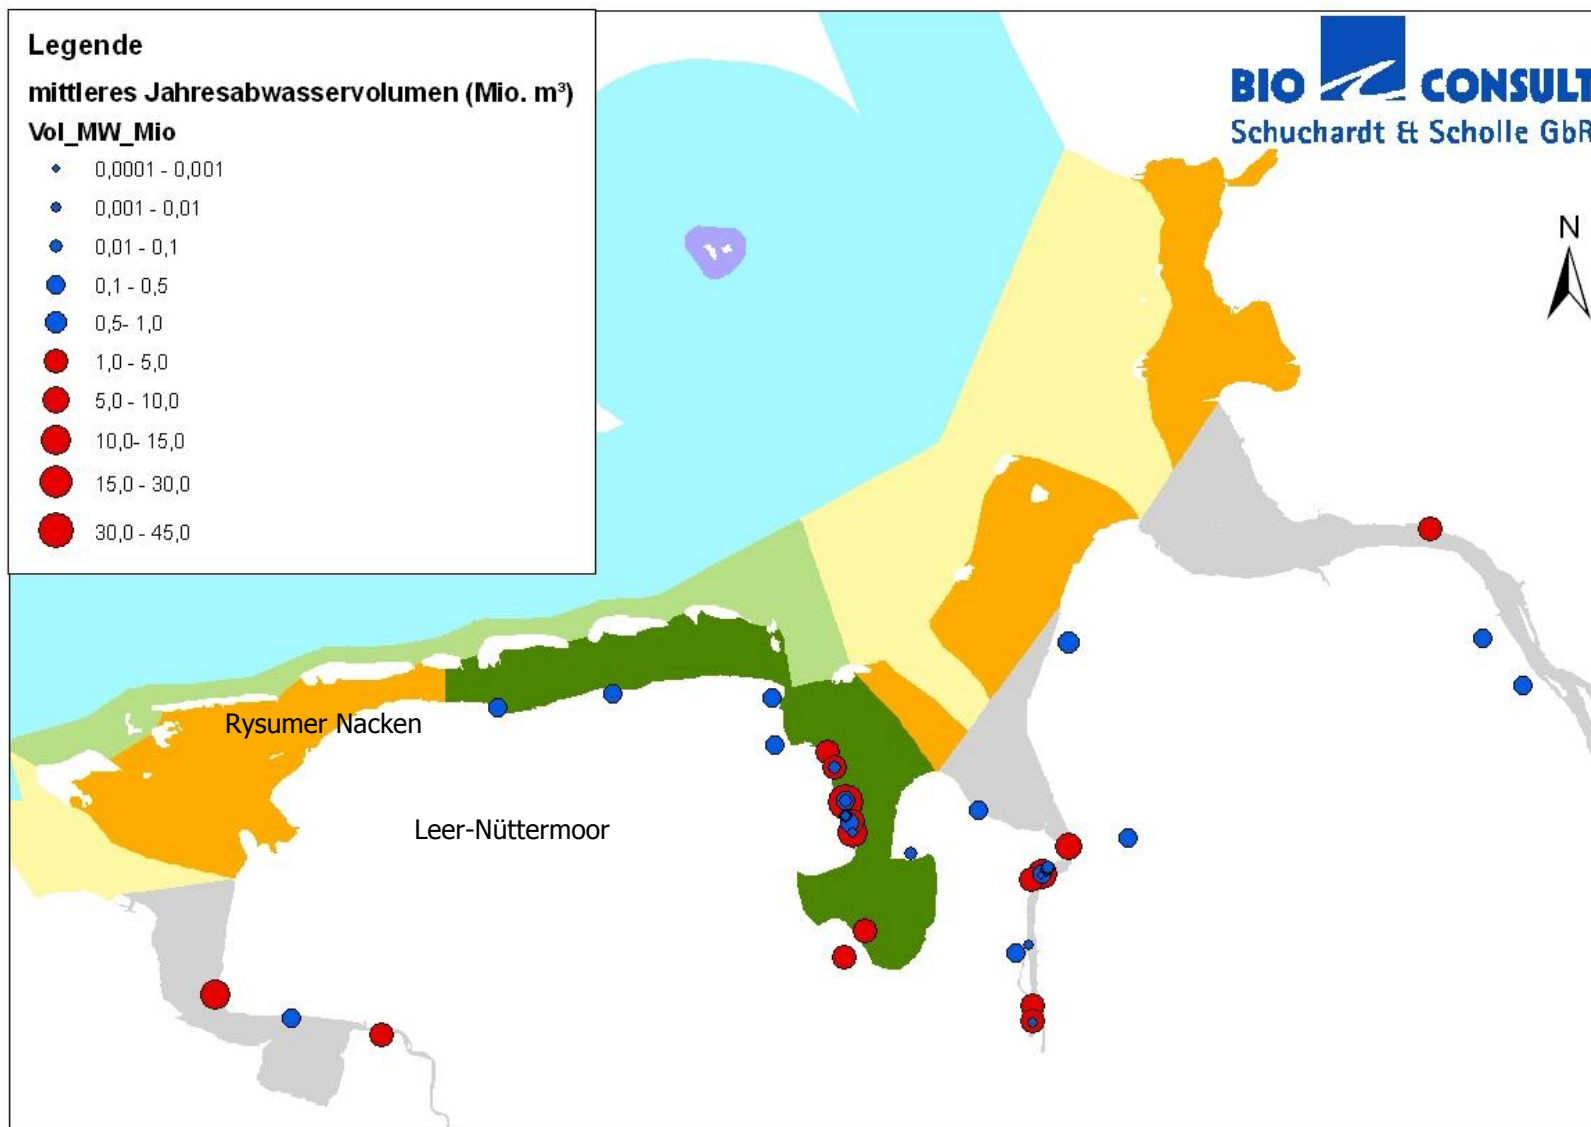 Legende
mittleres Jahresabwasservolumen (Mio. m³)
Vol_MW_Mio
0,0001 - 0,001
0,001 - 0,01
0,01 - 0,1
0,1 - 0,5
0,5- 1,0
1,0 - 5,0
5,0 - 10,0
10,0- 15,0
15,0 - 30,0
30,0 - 45,0
BIO CONSULT
Schuchardt & Scholle GbR
N
Rysumer Nacken
Leer-Nüttermoor